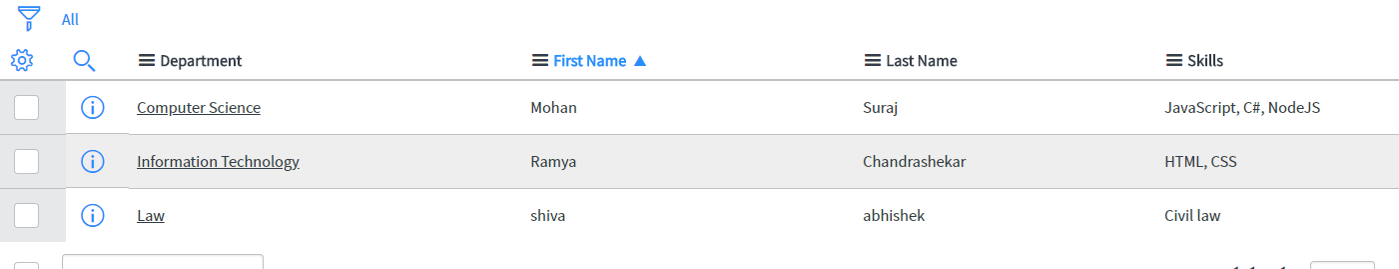 All
Department First Name Last Name Skills
Computer Science Mohan Suraj JavaScript, C#, NodeJS
Information Technology Ramya Chandrashekar HTML, CSS
Law shiva abhishek Civil law